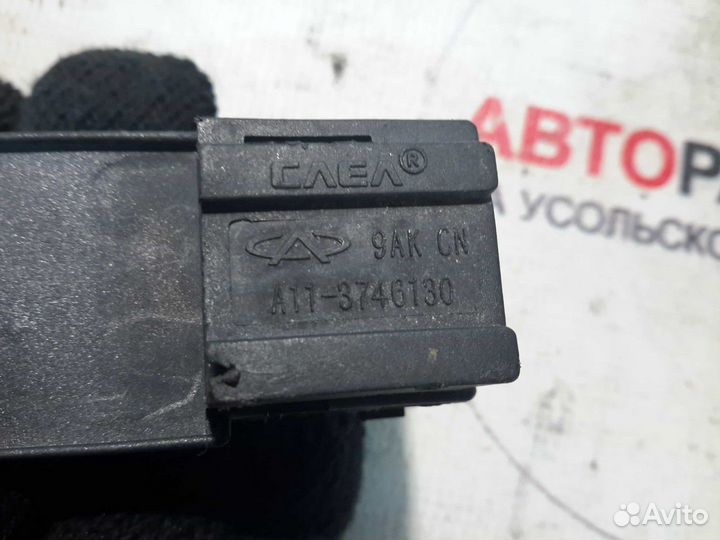 CAEA®
9AK CN
A11-3746130
АВТОР
А УСОЛЬСКО
Avito